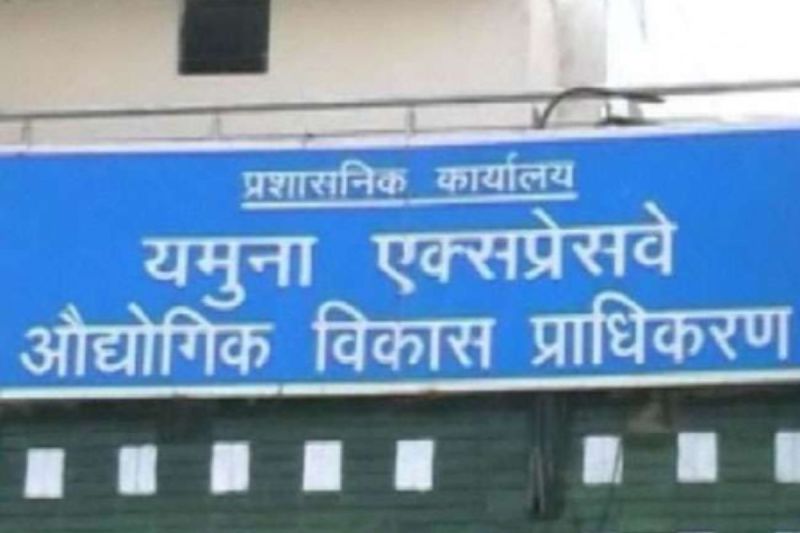 प्रशासनिक कार्यालय
यमुना एक्सप्रेसवे
औद्योगिक विकास प्राधिकरण